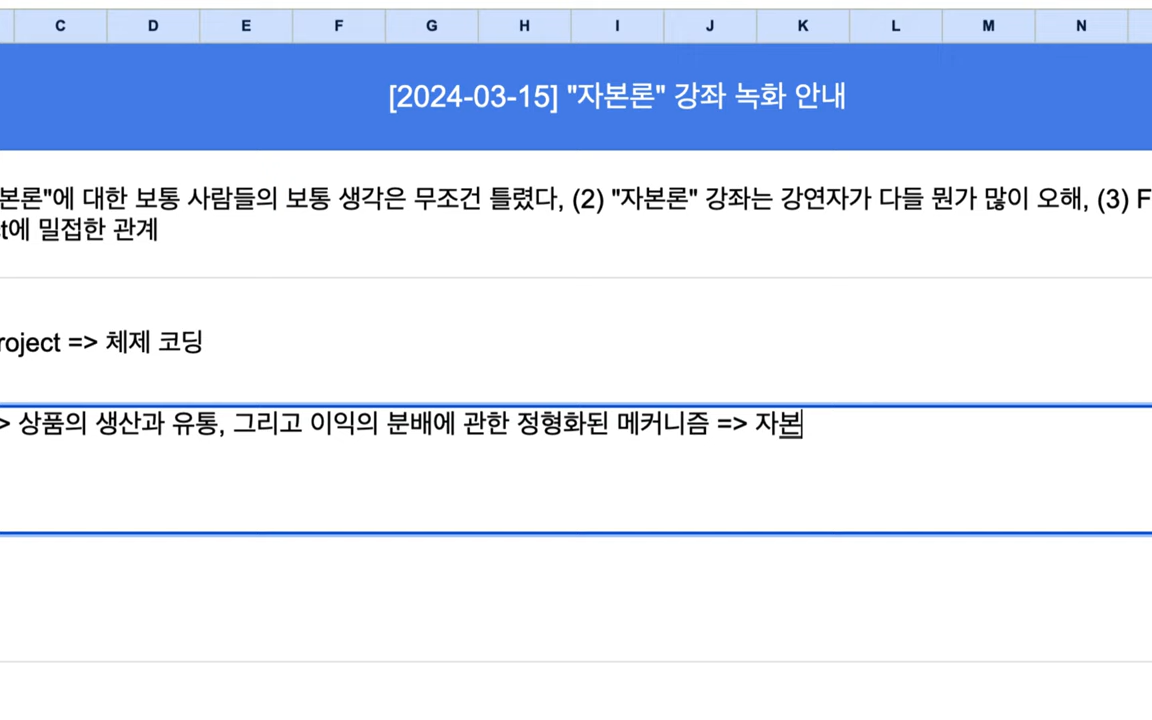 C D E F G H I J K L M N
[2024-03-15] "자본론" 강좌 녹화 안내
본론"에 대한 보통 사람들의 보통 생각은 무조건 틀렸다, (2) "자본론" 강좌는 강연자가 다들 뭔가 많이 오해, (3) F
ct에 밀접한 관계
roject => 체제 코딩
> 상품의 생산과 유통, 그리고 이익의 분배에 관한 정형화된 메커니즘 => 자본